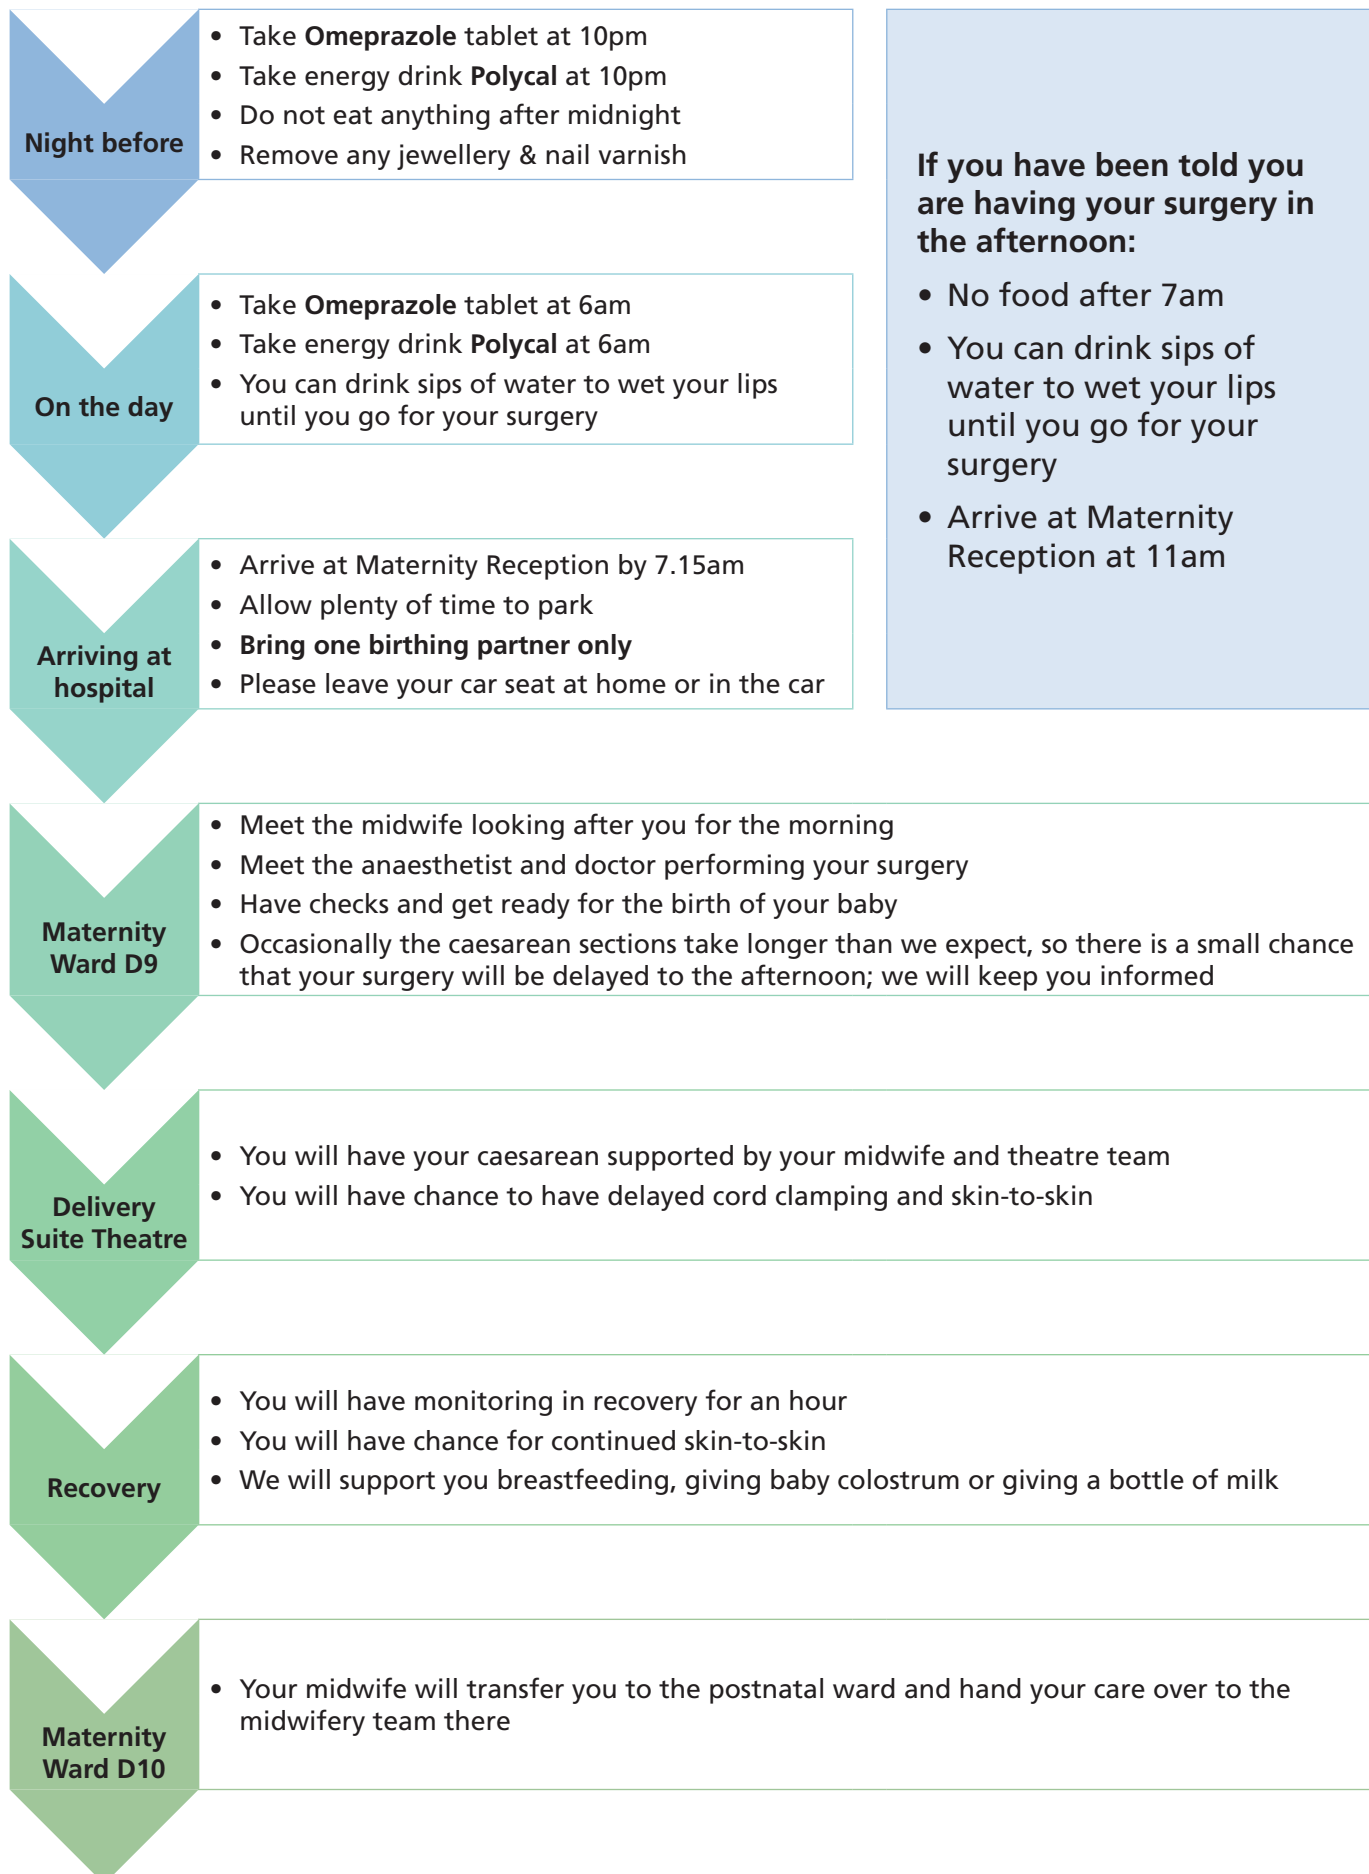 Night before
• Take Omeprazole tablet at 10pm
• Take energy drink Polycal at 10pm
• Do not eat anything after midnight
• Remove any jewellery & nail varnish
On the day
• Take Omeprazole tablet at 6am
• Take energy drink Polycal at 6am
• You can drink sips of water to wet your lips
until you go for your surgery
Arriving at
hospital
• Arrive at Maternity Reception by 7.15am
• Allow plenty of time to park
• Bring one birthing partner only
• Please leave your car seat at home or in the car
If you have been told you
are having your surgery in
the afternoon:
• No food after 7am
• You can drink sips of
water to wet your lips
until you go for your
surgery
• Arrive at Maternity
Reception at 11am
Maternity
Ward D9
• Meet the midwife looking after you for the morning
• Meet the anaesthetist and doctor performing your surgery
• Have checks and get ready for the birth of your baby
• Occasionally the caesarean sections take longer than we expect, so there is a small chance
that your surgery will be delayed to the afternoon; we will keep you informed
Delivery
Suite Theatre
• You will have your caesarean supported by your midwife and theatre team
• You will have chance to have delayed cord clamping and skin-to-skin
Recovery
• You will have monitoring in recovery for an hour
• You will have chance for continued skin-to-skin
• We will support you breastfeeding, giving baby colostrum or giving a bottle of milk
Maternity
Ward D10
• Your midwife will transfer you to the postnatal ward and hand your care over to the
midwifery team there